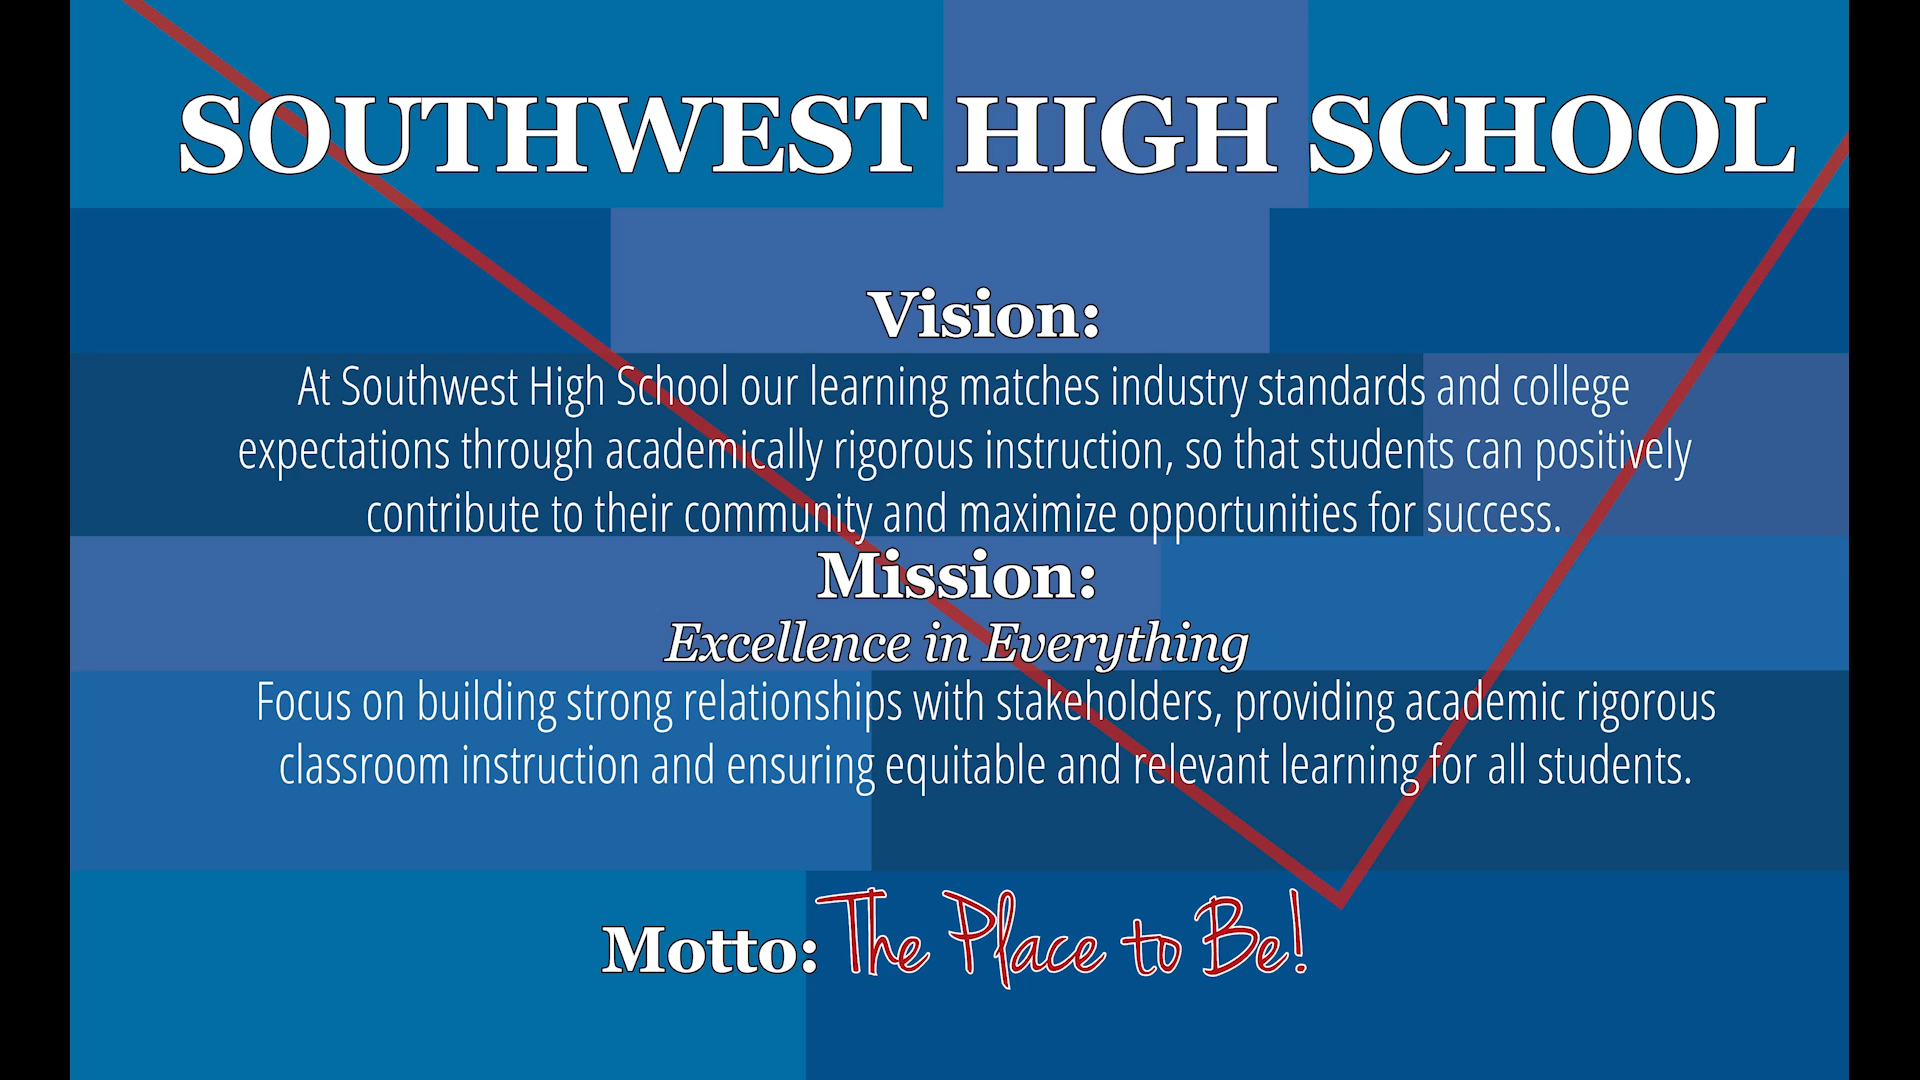 SOUTHWEST HIGH SCHOOL
Vision:
At Southwest High School our learning matches industry standards and college
expectations through academically rigorous instruction, so that students can positively
contribute to their community and maximize opportunities for success.
Mission:
Excellence in Everything
Focus on building strong relationships with stakeholders, providing academic rigorous
classroom instruction and ensuring equitable and relevant learning for all students.
Motto: The Place to Be!